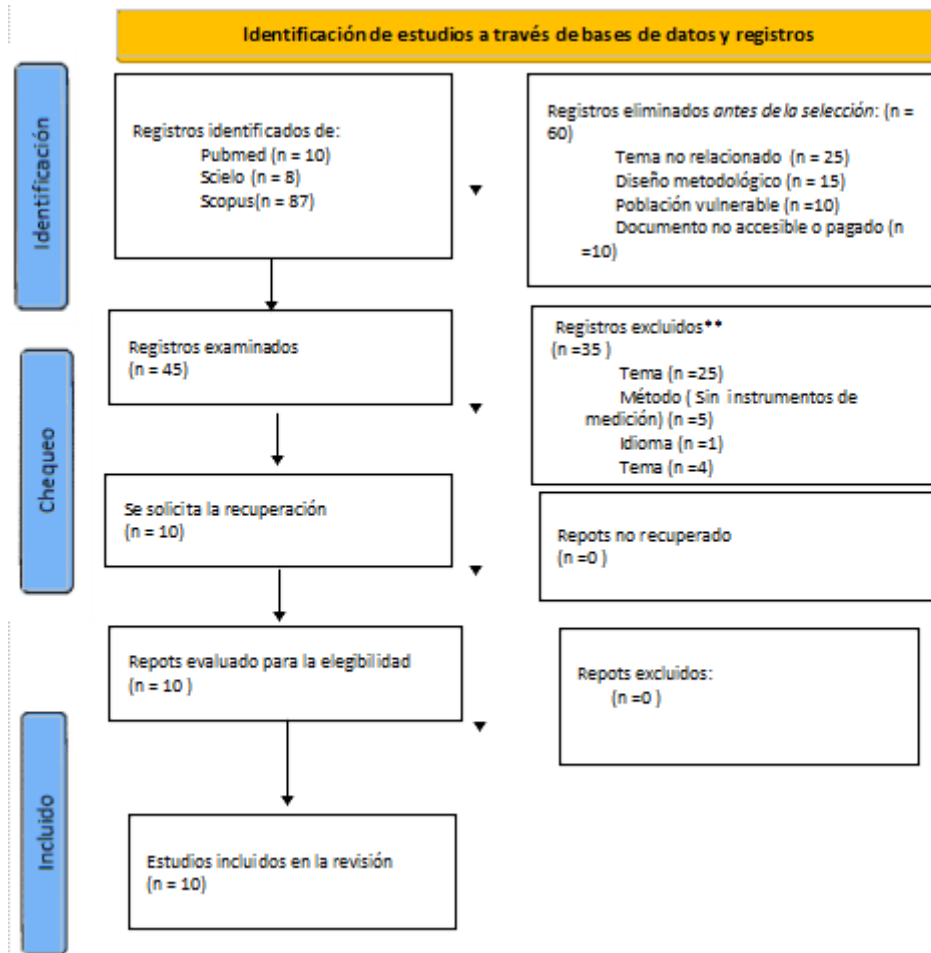 Identificación de estudios a través de bases de datos y registros
Identificación
Registros identificados de:
Pubmed (n = 10)
Scielo (n = 8)
Scopus(n = 87)
Registros eliminados antes de la selección: (n =
60)
Tema no relacionado (n = 25)
Diseño metodológico (n = 15)
Población vulnerable (n =10)
Documento no accesible o pagado (n
=10)
Chequeo
Registros examinados
(n = 45)
Registros excluidos**
(n =35 )
Tema (n =25)
Método ( Sin instrumentos de
medición) (n =5)
Idioma (n =1)
Tema (n =4)
Se solicita la recuperación
(n = 10)
Repots no recuperado
(n =0 )
Repots evaluado para la elegibilidad
(n = 10 )
Repots excluidos:
(n =0 )
Incluido
Estudios incluidos en la revisión
(n = 10)